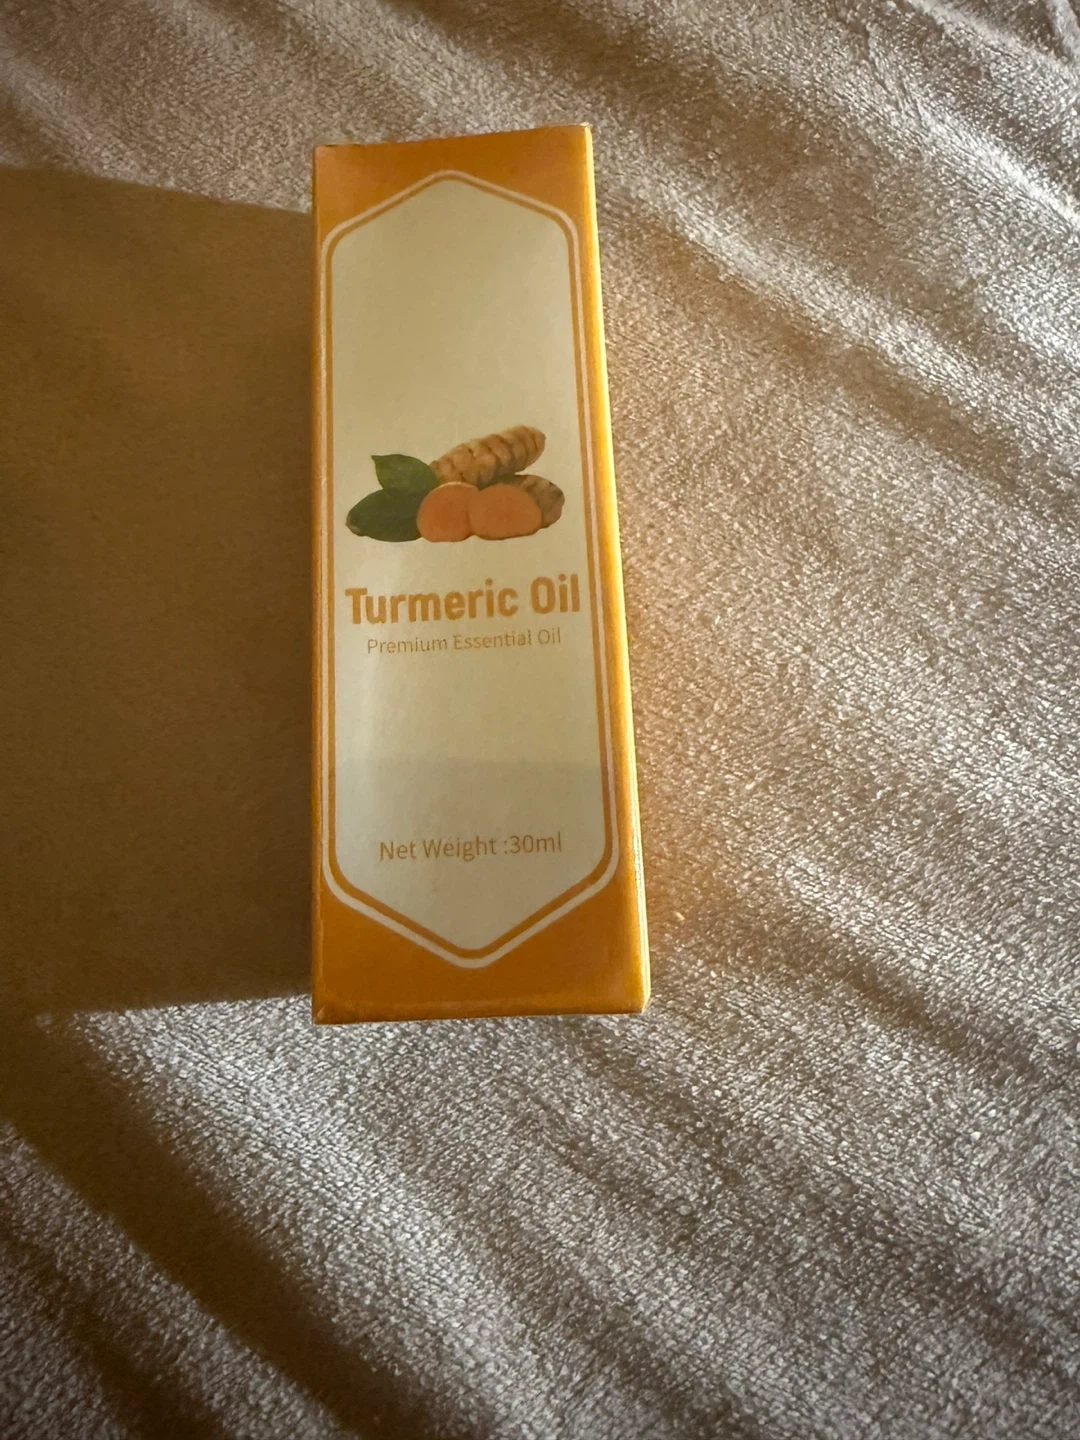 Turmeric Oil
Premium Essential Oil
Net Weight :30ml